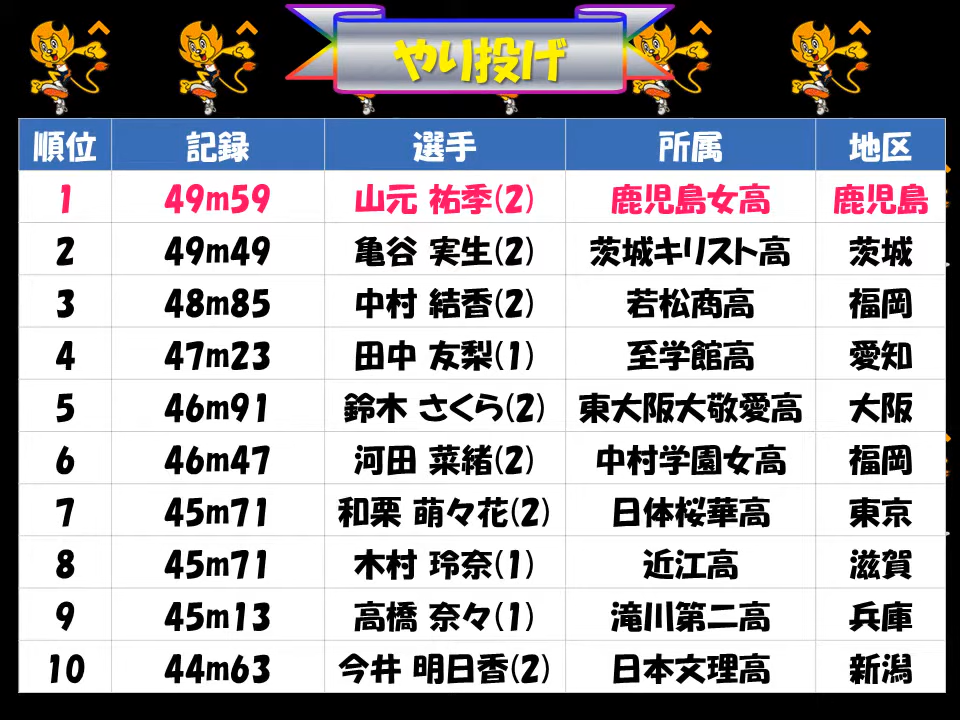 やり投げ
順位 記録 選手 所属 地区
1 49m59 山元 祐季(2) 鹿児島女高 鹿児島
2 49m49 亀谷 実生(2) 茨城キリスト高 茨城
3 48m85 中村 結香(2) 若松商高 福岡
4 47m23 田中 友梨(1) 至学館高 愛知
5 46m91 鈴木 さくら(2) 東大阪大敬愛高 大阪
6 46m47 河田 菜緒(2) 中村学園女高 福岡
7 45m71 和栗 萌々花(2) 日体桜華高 東京
8 45m71 木村 玲奈(1) 近江高 滋賀
9 45m13 高橋 奈々(1) 滝川第二高 兵庫
10 44m63 今井 明日香(2) 日本文理高 新潟